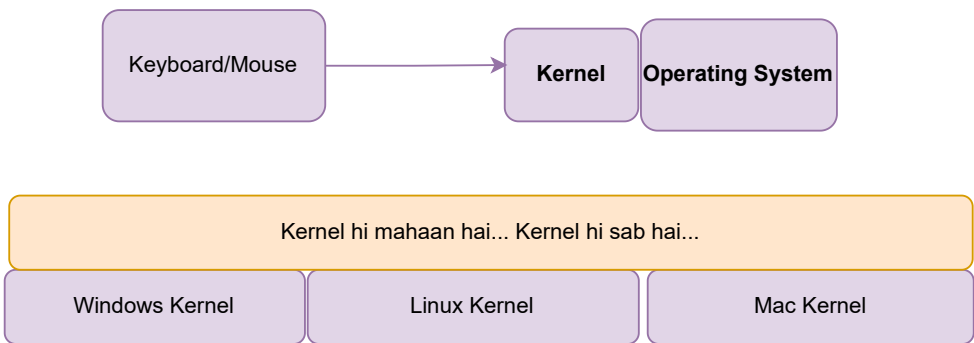 Keyboard/Mouse
Kernel
Operating System
Kernel hi mahaan hai... Kernel hi sab hai...
Windows Kernel
Linux Kernel
Mac Kernel